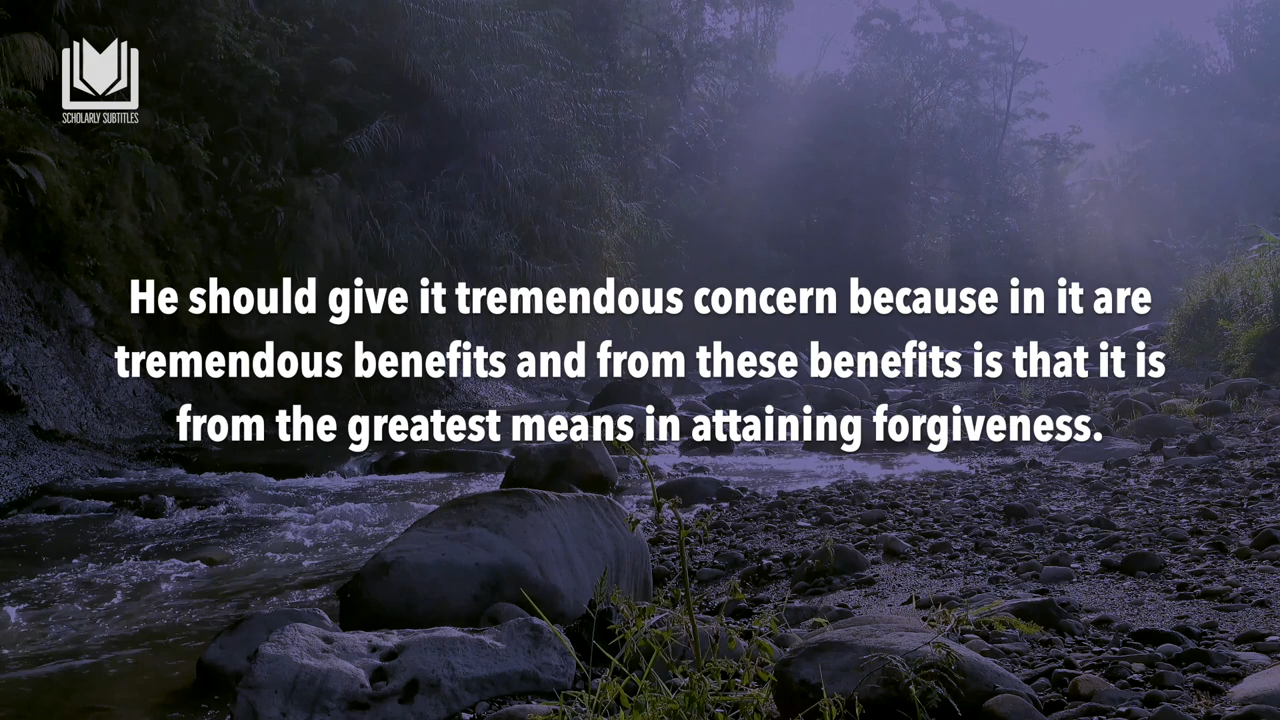 SCHOLARLY SUBTITLES
He should give it tremendous concern because in it are
tremendous benefits and from these benefits is that it is
from the greatest means in attaining forgiveness.